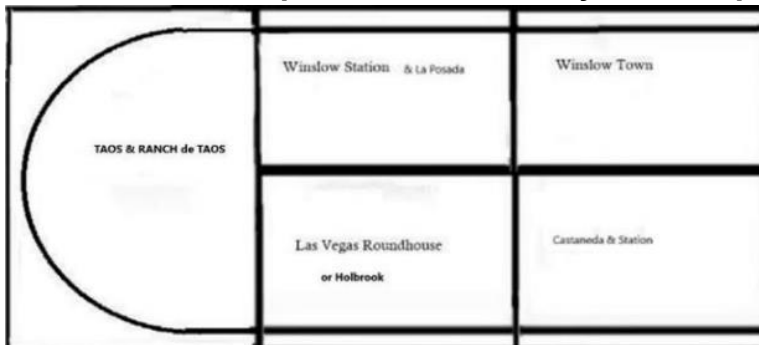 Winslow Station & La Posada
Winslow Town
TAOS & RANCH de TAOS
Las Vegas Roundhouse
or Holbrook
Castaneda & Station